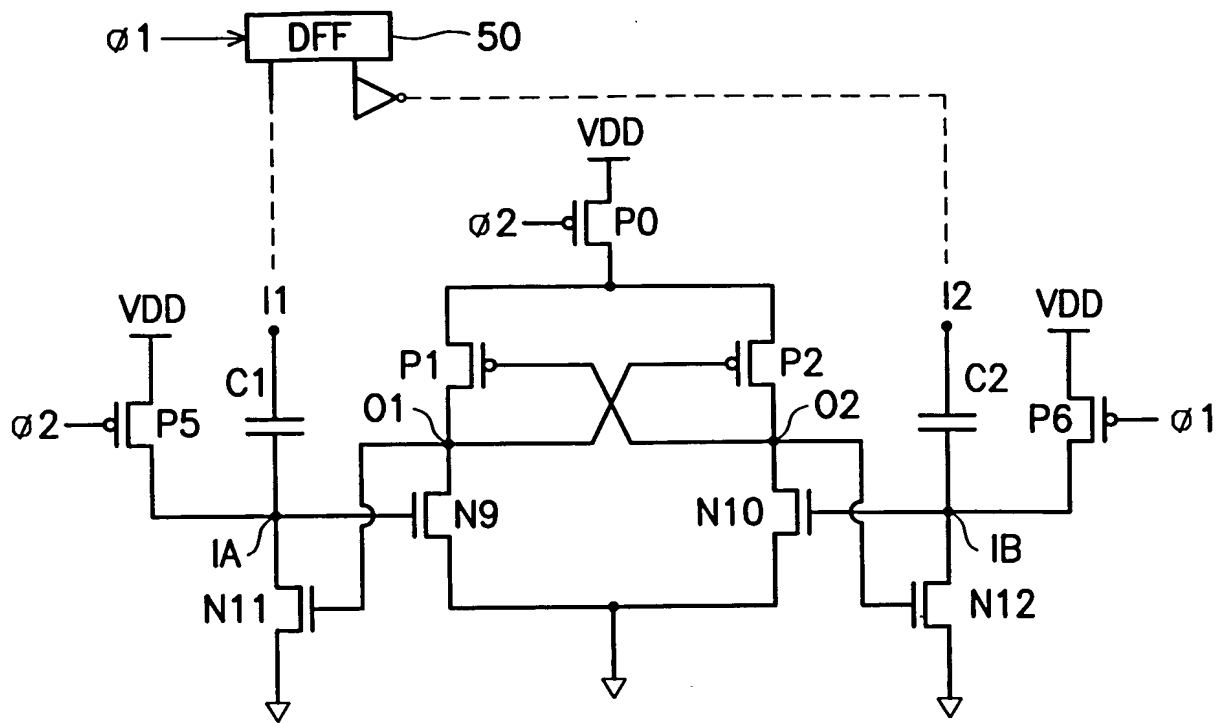 ø1 DFF 50
VDD
ø2 P0
VDD I1 I2 VDD
C1 P1 P2 C2
ø2 P5 O1 O2 P6 ø1
N9 N10
IA IB
N11 N12